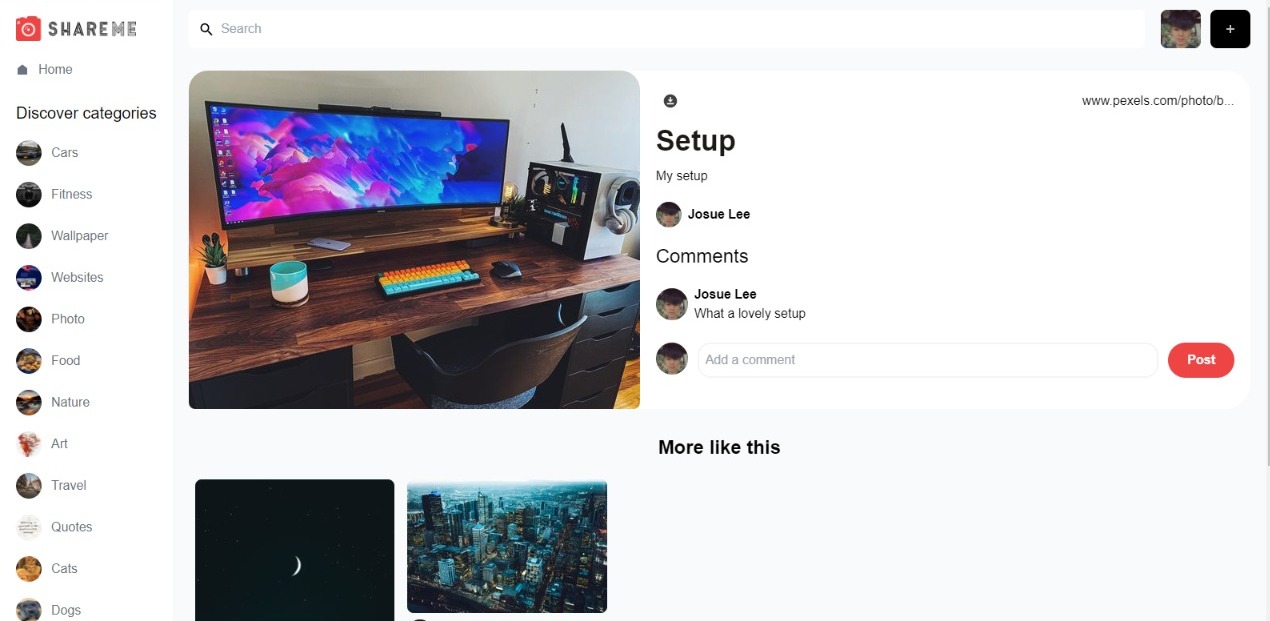 SHAREME
Search
+
Home
Discover categories
Cars
Fitness
Wallpaper
Websites
Photo
Food
Nature
Art
Travel
Quotes
Cats
Dogs
www.pexels.com/photo/b...
Setup
My setup
Josue Lee
Comments
Josue Lee
What a lovely setup
Add a comment
Post
More like this